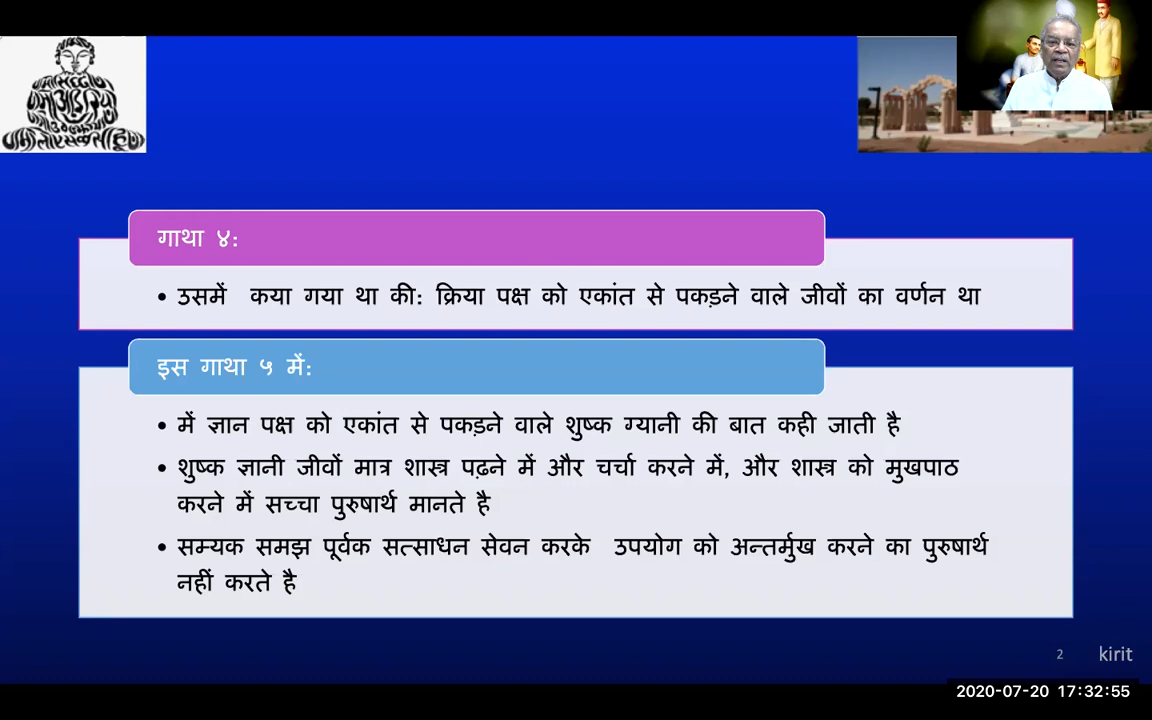 गाथा ४:
• उसमें कया गया था की: क्रिया पक्ष को एकांत से पकड़ने वाले जीवों का वर्णन था
इस गाथा ५ में:
• में ज्ञान पक्ष को एकांत से पकड़ने वाले शुष्क ग्यानी की बात कही जाती है
• शुष्क ज्ञानी जीवों मात्र शास्त्र पढ़ने में और चर्चा करने में, और शास्त्र को मुखपाठ
करने में सच्चा पुरुषार्थ मानते है
• सम्यक समझ पूर्वक सत्साधन सेवन करके उपयोग को अन्तर्मुख करने का पुरुषार्थ
नहीं करते है
2 kirit
2020-07-20 17:32:55